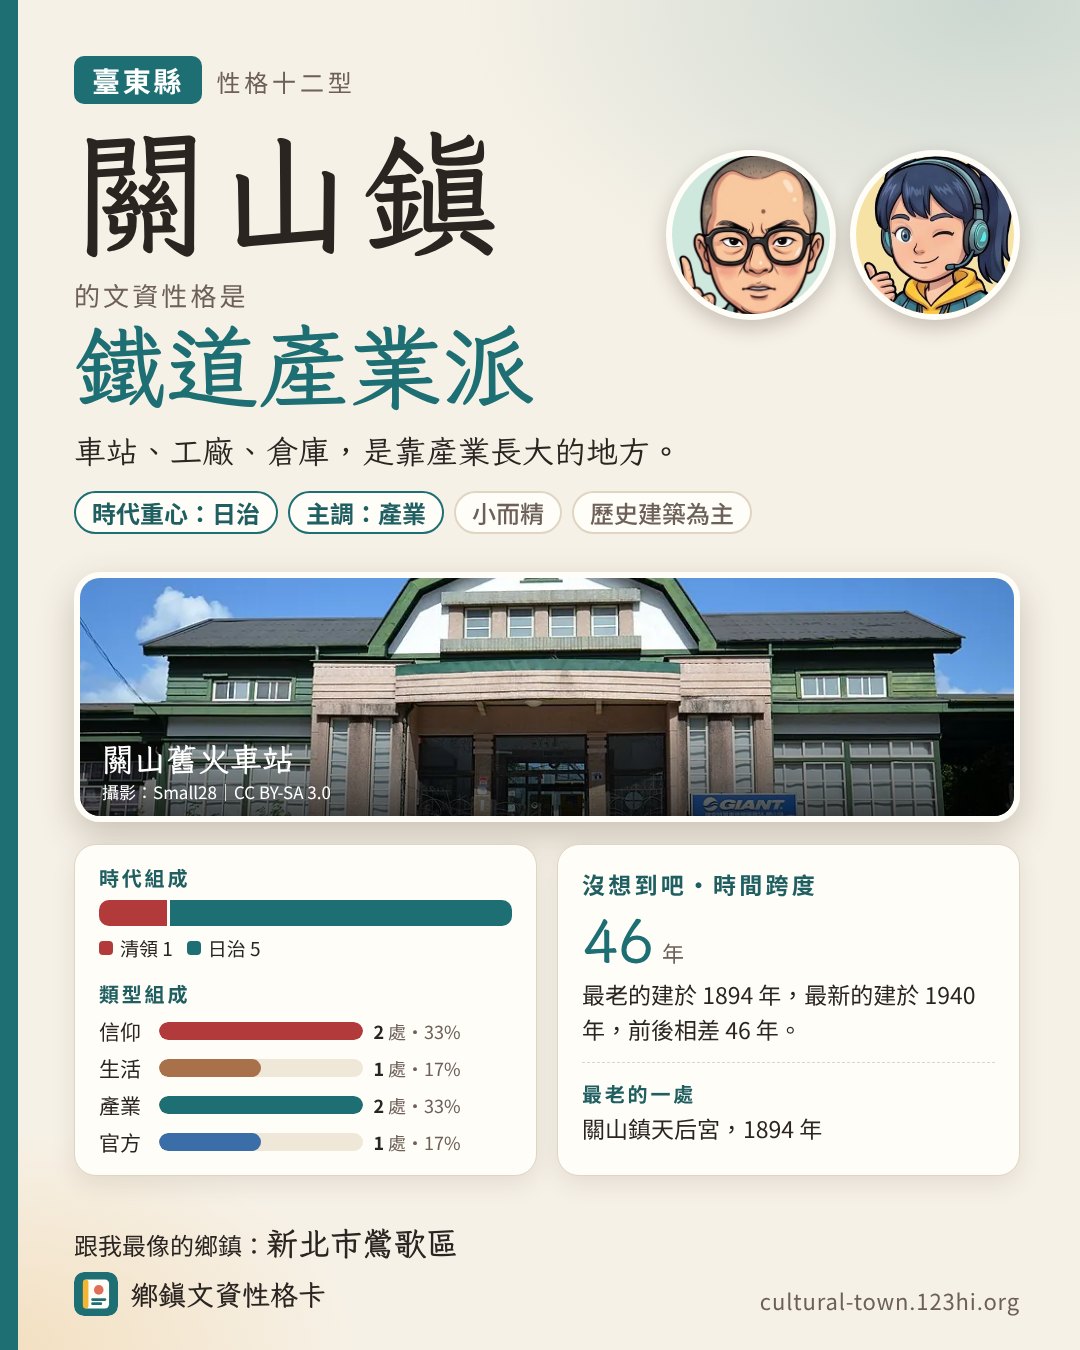 臺東縣 性格十二型
關山鎮
的文資性格是
鐵道產業派
車站、工廠、倉庫，是靠產業長大的地方。
時代重心：日治 主調：產業 小而精 歷史建築為主
GIANT
關山舊火車站
攝影：Small28｜CC BY-SA 3.0
時代組成
清領 1 日治 5
類型組成
信仰 2 處・33%
生活 1 處・17%
產業 2 處・33%
官方 1 處・17%
沒想到吧・時間跨度
46 年
最老的建於 1894 年，最新的建於 1940
年，前後相差 46 年。
最老的一處
關山鎮天后宮，1894 年
跟我最像的鄉鎮：新北市鶯歌區
鄉鎮文資性格卡
cultural-town.123hi.org